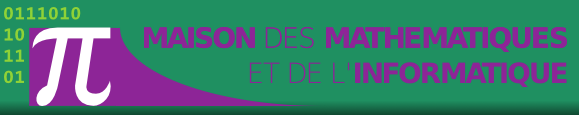 0111010
10
11
01
π
MAISON DES MATHEMATIQUES
ET DE L'INFORMATIQUE